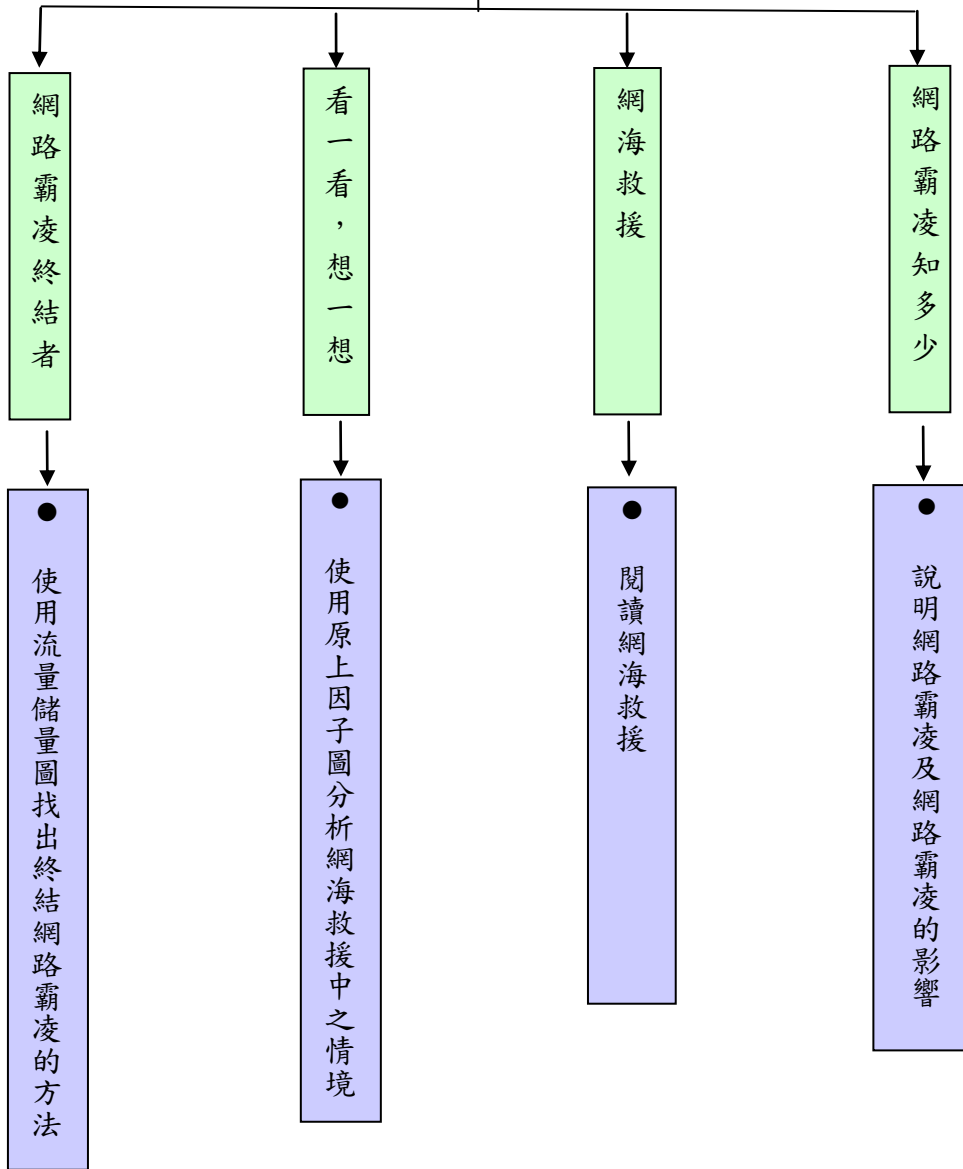 網路霸凌知多少
網海救援
看一看，想一想
網路霸凌終結者
● 說明網路霸凌及網路霸凌的影響
● 閱讀網海救援
● 使用原上因子圖分析網海救援中之情境
● 使用流量儲量圖找出終結網路霸凌的方法